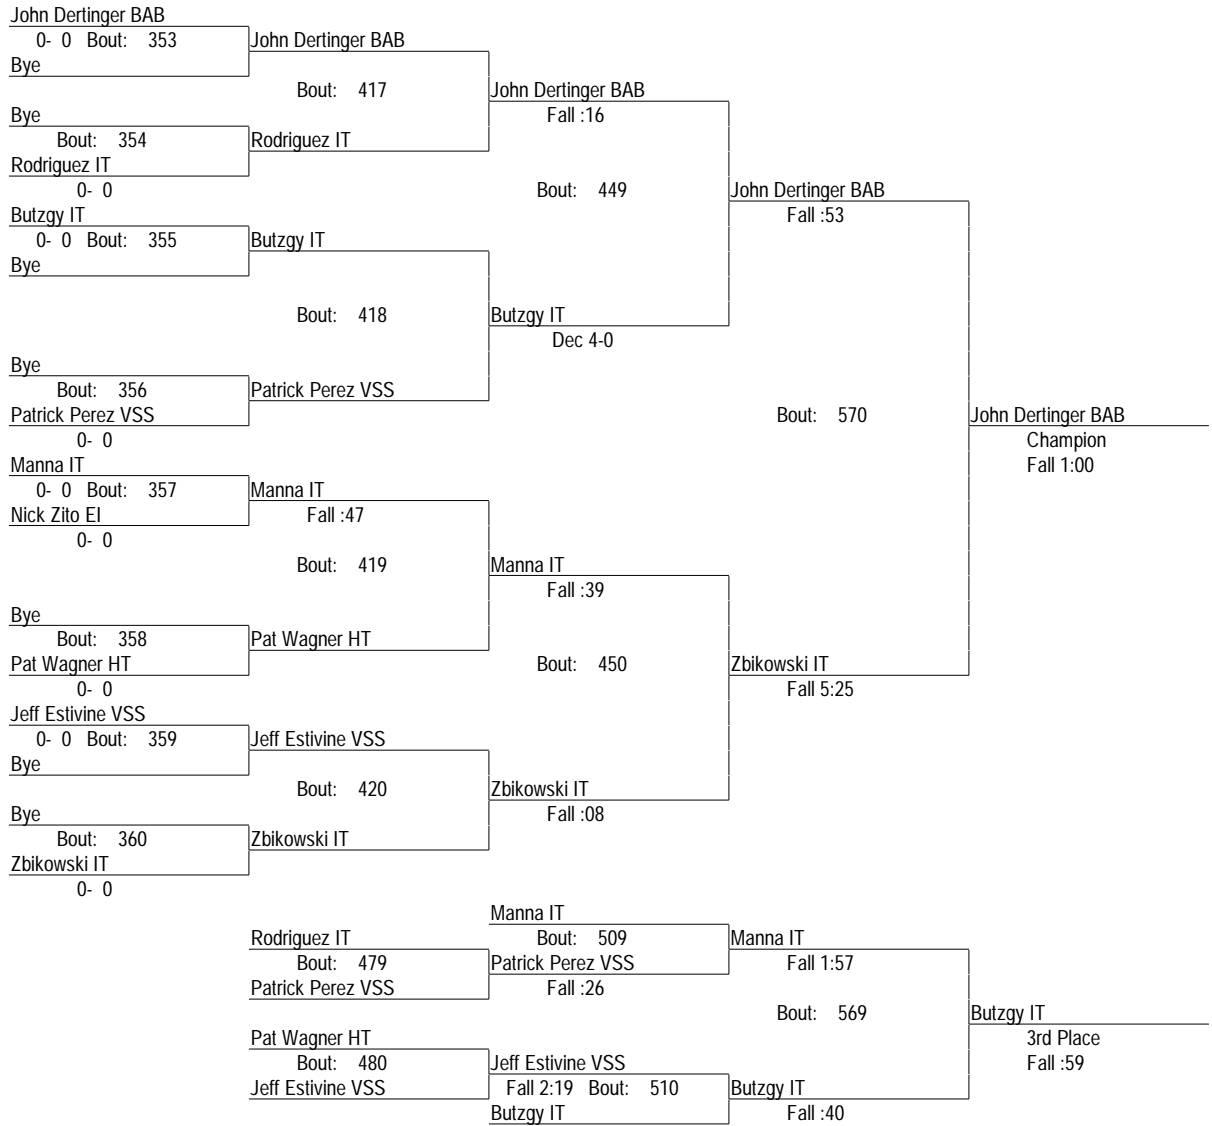 John Dertinger BAB
0- 0 Bout: 353 John Dertinger BAB
Bye
Bout: 417 John Dertinger BAB
Bye Fall :16
Bout: 354 Rodriguez IT
Rodriguez IT
0- 0 Bout: 449 John Dertinger BAB
Butzgy IT Fall :53
0- 0 Bout: 355 Butzgy IT
Bye
Bout: 418 Butzgy IT
Dec 4-0
Bye
Bout: 356 Patrick Perez VSS
Patrick Perez VSS Bout: 570 John Dertinger BAB
0- 0 Champion
Manna IT Fall 1:00
0- 0 Bout: 357 Manna IT
Nick Zito EI Fall :47
0- 0
Bout: 419 Manna IT
Fall :39
Bye
Bout: 358 Pat Wagner HT
Pat Wagner HT Bout: 450 Zbikowski IT
0- 0 Fall 5:25
Jeff Estivine VSS
0- 0 Bout: 359 Jeff Estivine VSS
Bye
Bout: 420 Zbikowski IT
Bye Fall :08
Bout: 360 Zbikowski IT
Zbikowski IT
0- 0
Manna IT
Rodriguez IT Bout: 509 Manna IT
Bout: 479 Patrick Perez VSS Fall 1:57
Patrick Perez VSS Fall :26
Bout: 569 Butzgy IT
Pat Wagner HT 3rd Place
Bout: 480 Jeff Estivine VSS Fall :59
Jeff Estivine VSS Fall 2:19 Bout: 510 Butzgy IT
Butzgy IT Fall :40